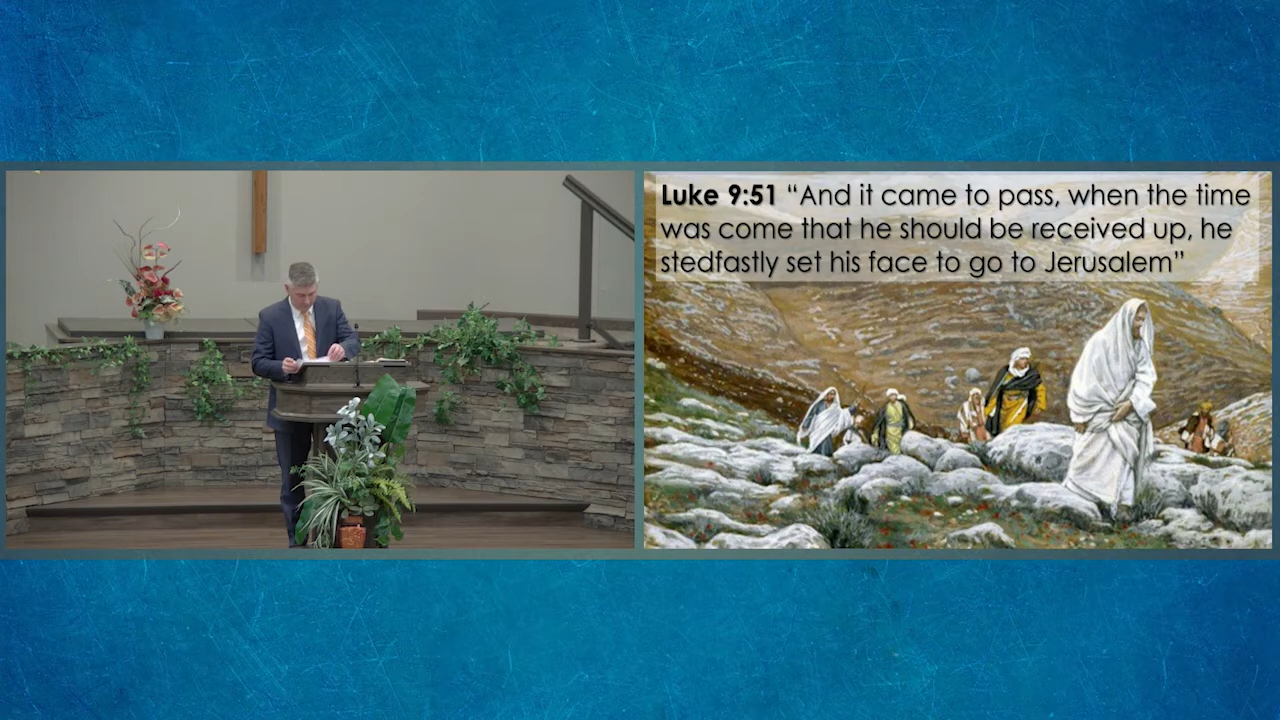 Luke 9:51 “And it came to pass, when the time
was come that he should be received up, he
stedfastly set his face to go to Jerusalem”